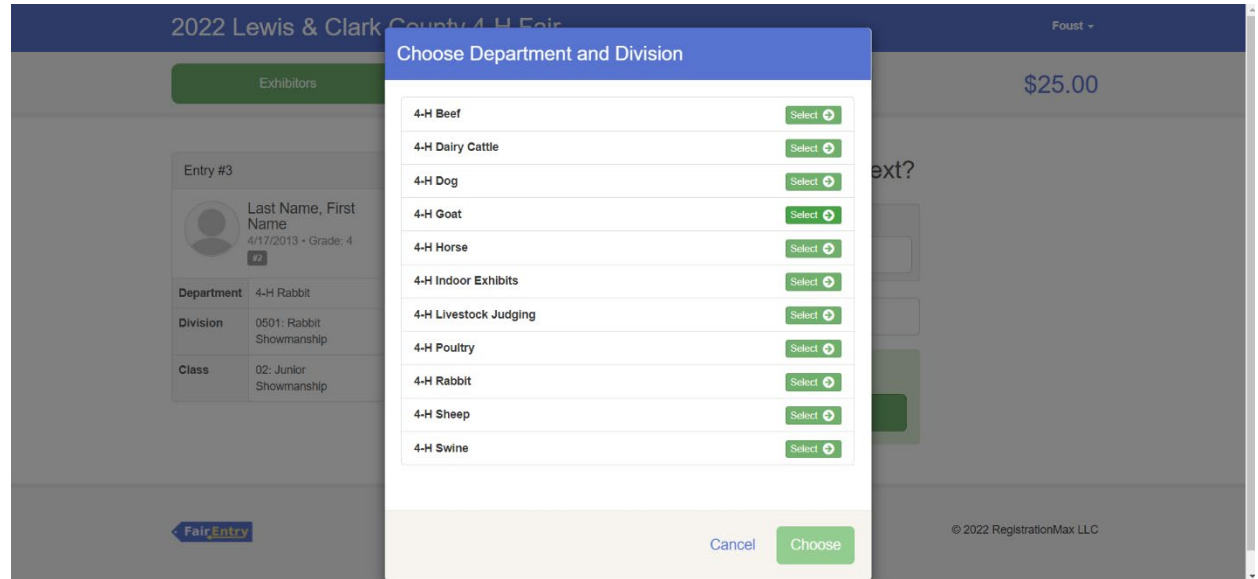 2022 Lewis & Clark County 4-H Fair
Foust
Choose Department and Division
Exhibitors
$25.00
4-H Beef Select
4-H Dairy Cattle Select
4-H Dog Select
4-H Goat Select
4-H Horse Select
4-H Indoor Exhibits Select
4-H Livestock Judging Select
4-H Poultry Select
4-H Rabbit Select
4-H Sheep Select
4-H Swine Select
Cancel Choose
Entry #3
Last Name, First
Name
4/17/2013 • Grade: 4
#2
Department 4-H Rabbit
Division 0501: Rabbit
Showmanship
Class 02: Junior
Showmanship
ext?
FairEntry
© 2022 RegistrationMax LLC